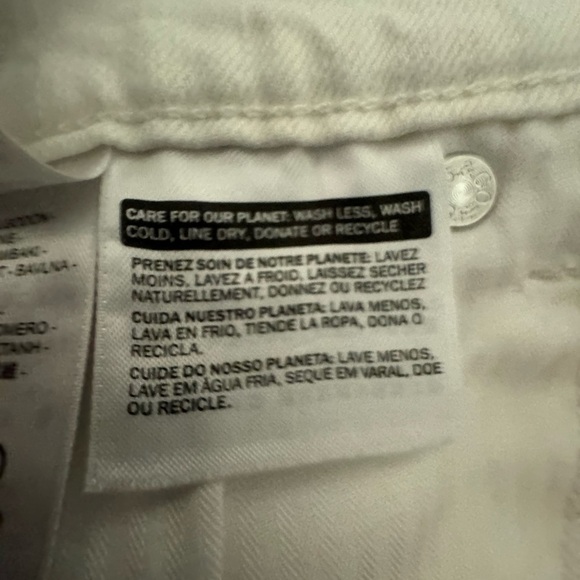 CARE FOR OUR PLANET: WASH LESS, WASH
COLD, LINE DRY, DONATE OR RECYCLE
PRENEZ SOIN DE NOTRE PLANETE: LAVEZ
MOINS, LAVEZ A FROID, LAISSEZ SECHER
NATURELLEMENT, DONNEZ OU RECYCLEZ
CUIDA NUESTRO PLANETA: LAVA MENOS,
LAVA EN FRIO, TIENDE LA ROPA, DONA O
RECICLA.
CUIDE DO NOSSO PLANETA: LAVE MENOS,
LAVE EM ÁGUA FRIA, SEQUE EM VARAL, DOE
OU RECICLE.